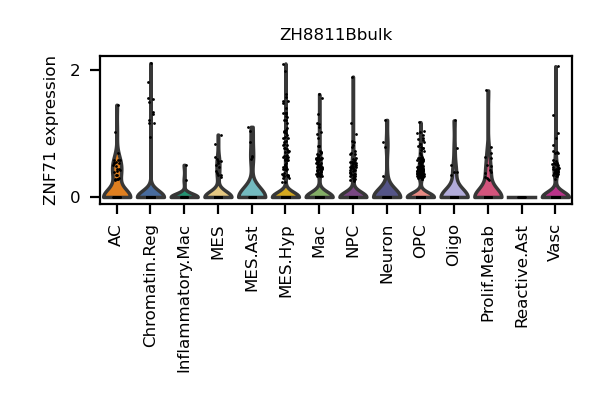 ZH8811Bbulk
ZNF71 expression
2
0
AC
Chromatin.Reg
Inflammatory.Mac
MES
MES.Ast
MES.Hyp
Mac
NPC
Neuron
OPC
Oligo
Prolif.Metab
Reactive.Ast
Vasc